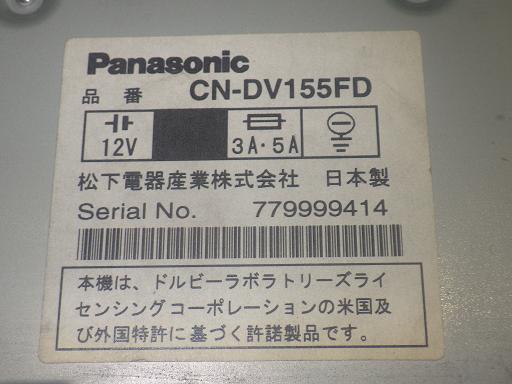 Panasonic
品番 CN-DV155FD
12V 3A·5A
松下電器産業株式会社 日本製
Serial No. 779999414
本機は、ドルビーラボラトリーズライ
センシングコーポレーションの米国及
び外国特許に基づく許諾製品です。